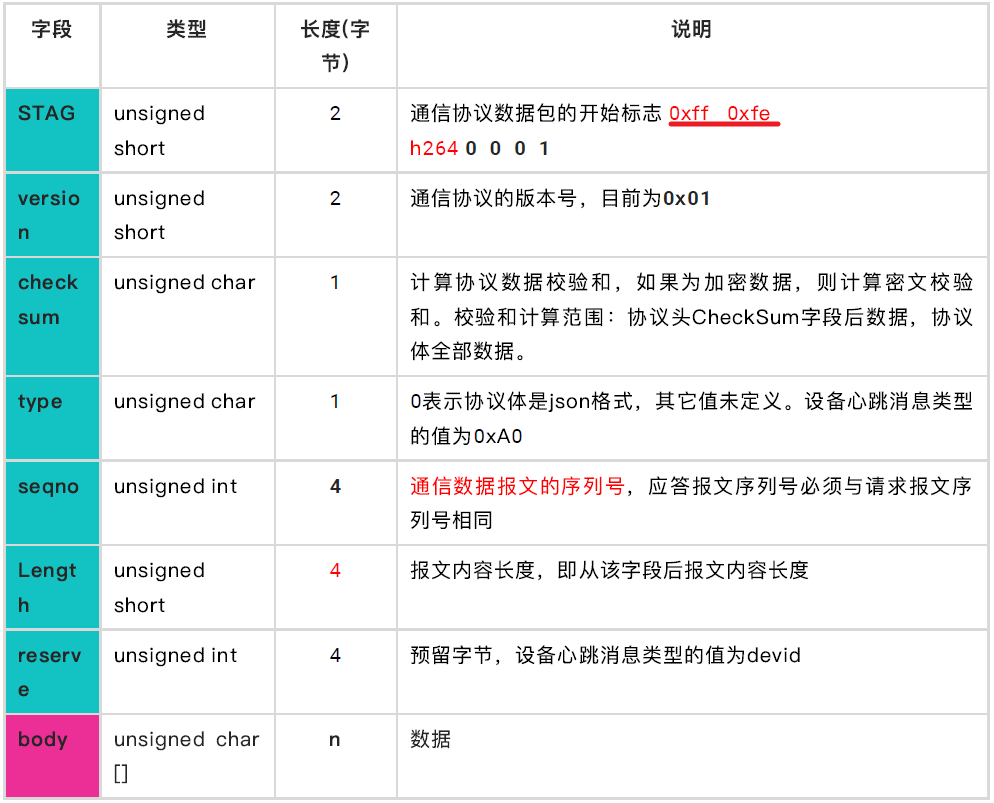 字段 类型 长度(字 说明
节)
STAG unsigned 2 通信协议数据包的开始标志 0xff 0xfe
short h264 0 0 0 1
versio unsigned 2 通信协议的版本号，目前为0x01
n short
check unsigned char 1 计算协议数据校验和，如果为加密数据，则计算密文校验
sum 和。校验和计算范围：协议头CheckSum字段后数据，协议
体全部数据。
type unsigned char 1 0表示协议体是json格式，其它值未定义。设备心跳消息类型
的值为0xA0
seqno unsigned int 4 通信数据报文的序列号，应答报文序列号必须与请求报文序
列号相同
Lengt unsigned 4 报文内容长度，即从该字段后报文内容长度
h short
reserv unsigned int 4 预留字节，设备心跳消息类型的值为devid
e
body unsigned char n 数据
[]